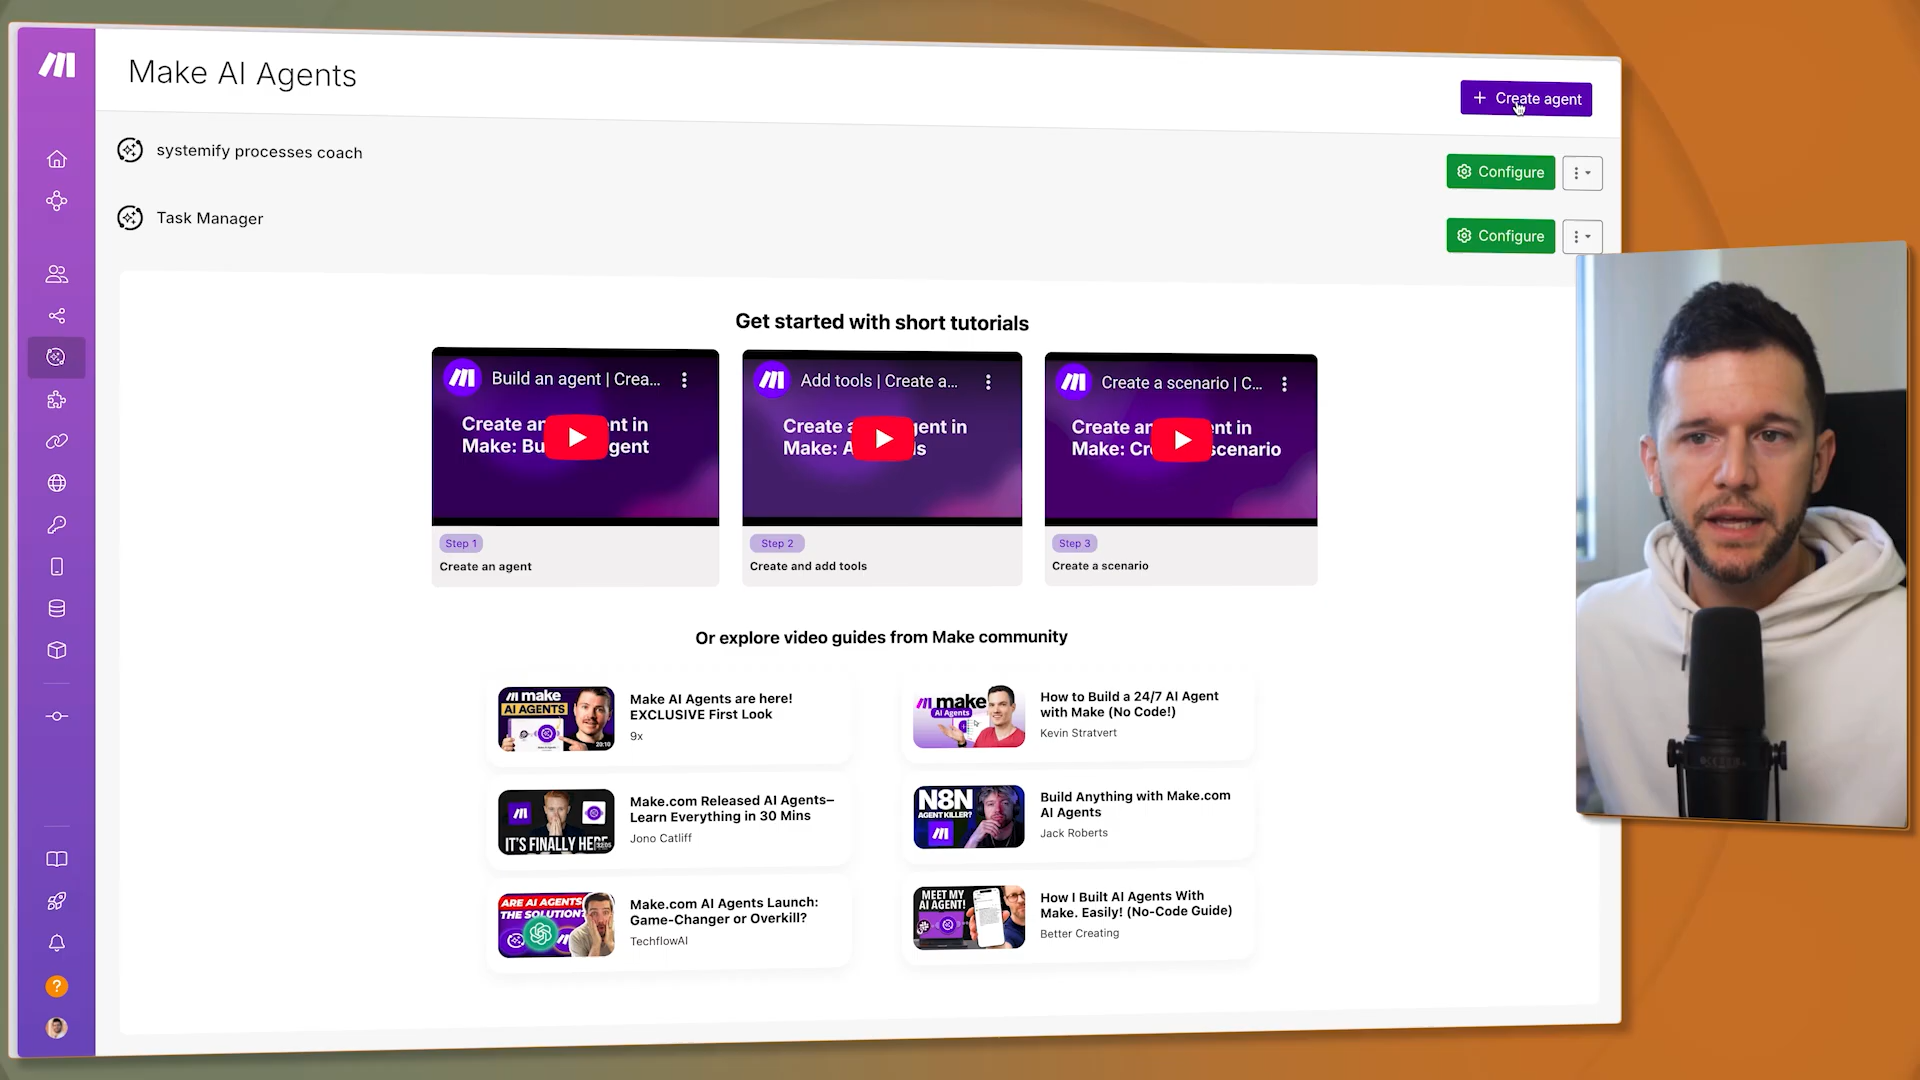 Make AI Agents
+ Create agent
systemify processes coach
Configure
Task Manager
Configure
Get started with short tutorials
Build an agent | Crea...
Step 1
Create an agent
Add tools | Create a...
Step 2
Create and add tools
Create a scenario | C...
Step 3
Create a scenario
Or explore video guides from Make community
make
AI AGENTS
20:10
Make AI Agents are here!
EXCLUSIVE First Look
9x
make
AI Agents
How to Build a 24/7 AI Agent
with Make (No Code!)
Kevin Stratvert
IT'S FINALLY HERE
Make.com Released AI Agents–
Learn Everything in 30 Mins
Jono Catliff
N8N
AGENT KILLER?
Build Anything with Make.com
AI Agents
Jack Roberts
ARE AI AGENTS
THE SOLUTION?
Make.com AI Agents Launch:
Game-Changer or Overkill?
TechflowAI
MEET MY
AI AGENT!
How I Built AI Agents With
Make. Easily! (No-Code Guide)
Better Creating
?